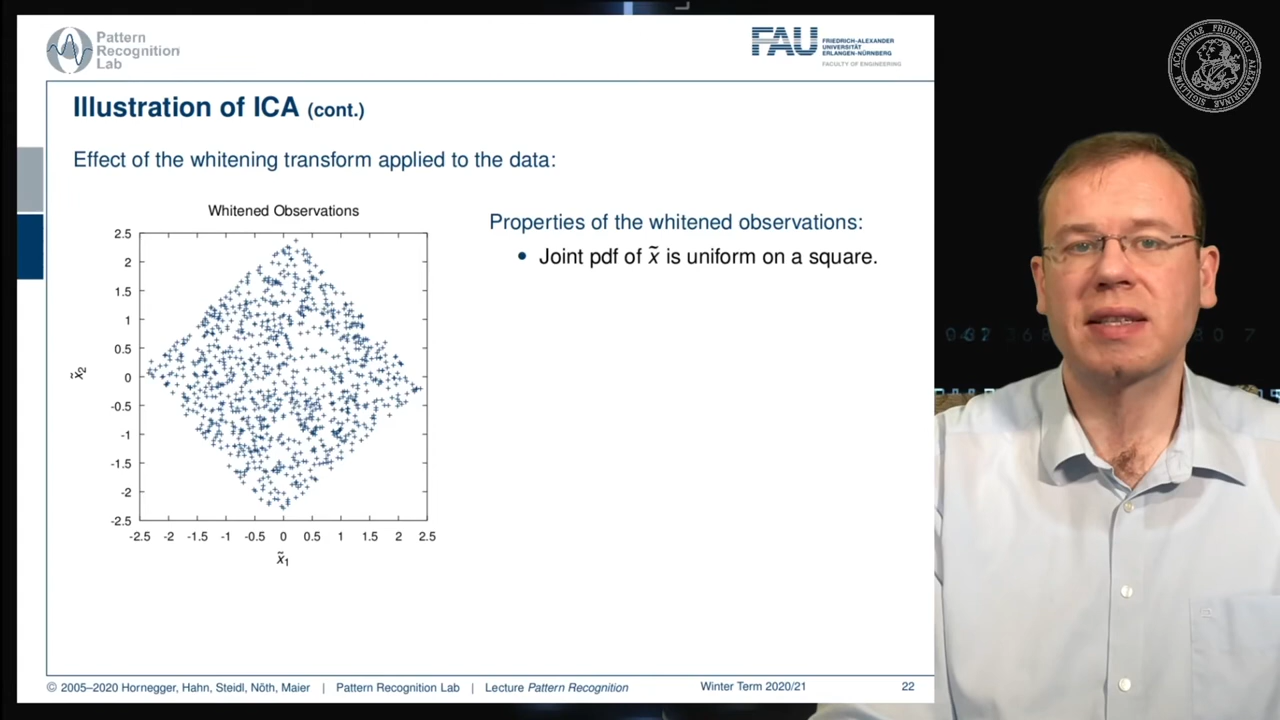 Pattern
Recognition
Lab
FAU
FRIEDRICH-ALEXANDER
UNIVERSITÄT
ERLANGEN-NÜRNBERG
FACULTY OF ENGINEERING
Illustration of ICA (cont.)
Effect of the whitening transform applied to the data:
Whitened Observations
2.5
2
1.5
1
0.5
0
-0.5
-1
-1.5
-2
-2.5
x̃2
-2.5 -2 -1.5 -1 -0.5 0 0.5 1 1.5 2 2.5
x̃1
Properties of the whitened observations:
• Joint pdf of x̃ is uniform on a square.
© 2005–2020 Hornegger, Hahn, Steidl, Nöth, Maier | Pattern Recognition Lab | Lecture Pattern Recognition Winter Term 2020/21 22